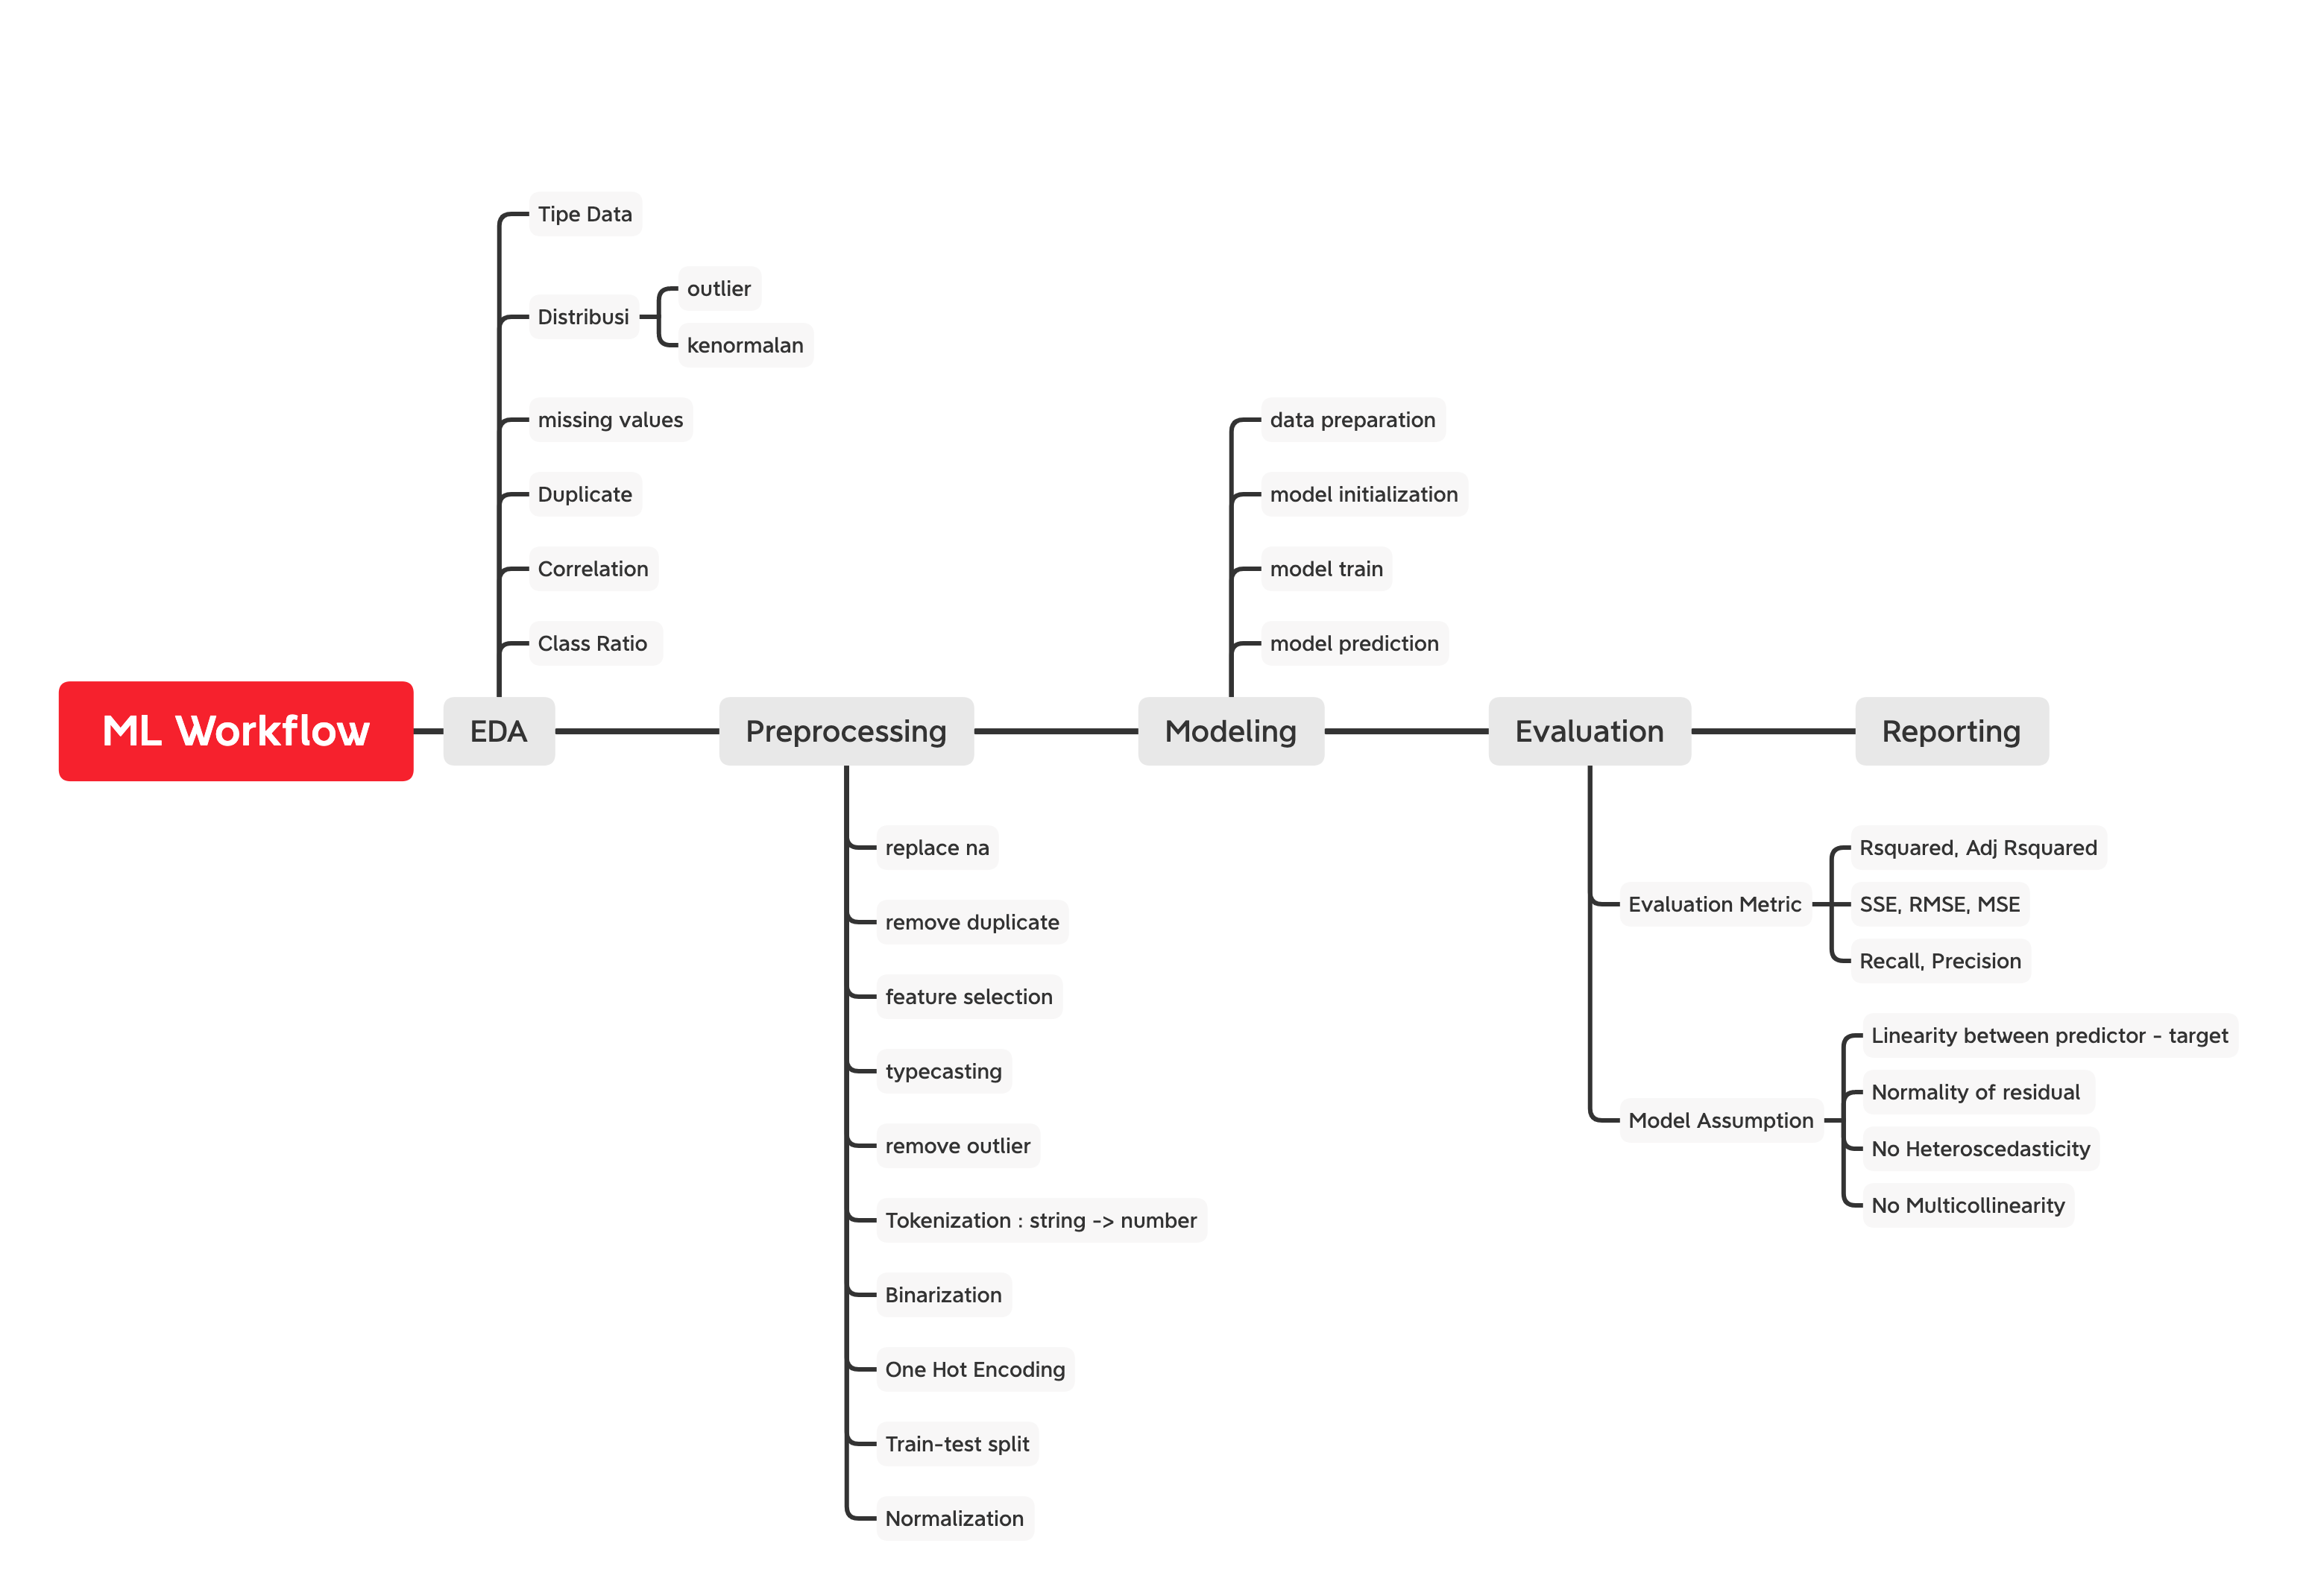 ML Workflow
EDA
Tipe Data
Distribusi
outlier
kenormalan
missing values
Duplicate
Correlation
Class Ratio
Preprocessing
replace na
remove duplicate
feature selection
typecasting
remove outlier
Tokenization : string -> number
Binarization
One Hot Encoding
Train-test split
Normalization
Modeling
data preparation
model initialization
model train
model prediction
Evaluation
Evaluation Metric
Rsquared, Adj Rsquared
SSE, RMSE, MSE
Recall, Precision
Model Assumption
Linearity between predictor - target
Normality of residual
No Heteroscedasticity
No Multicollinearity
Reporting